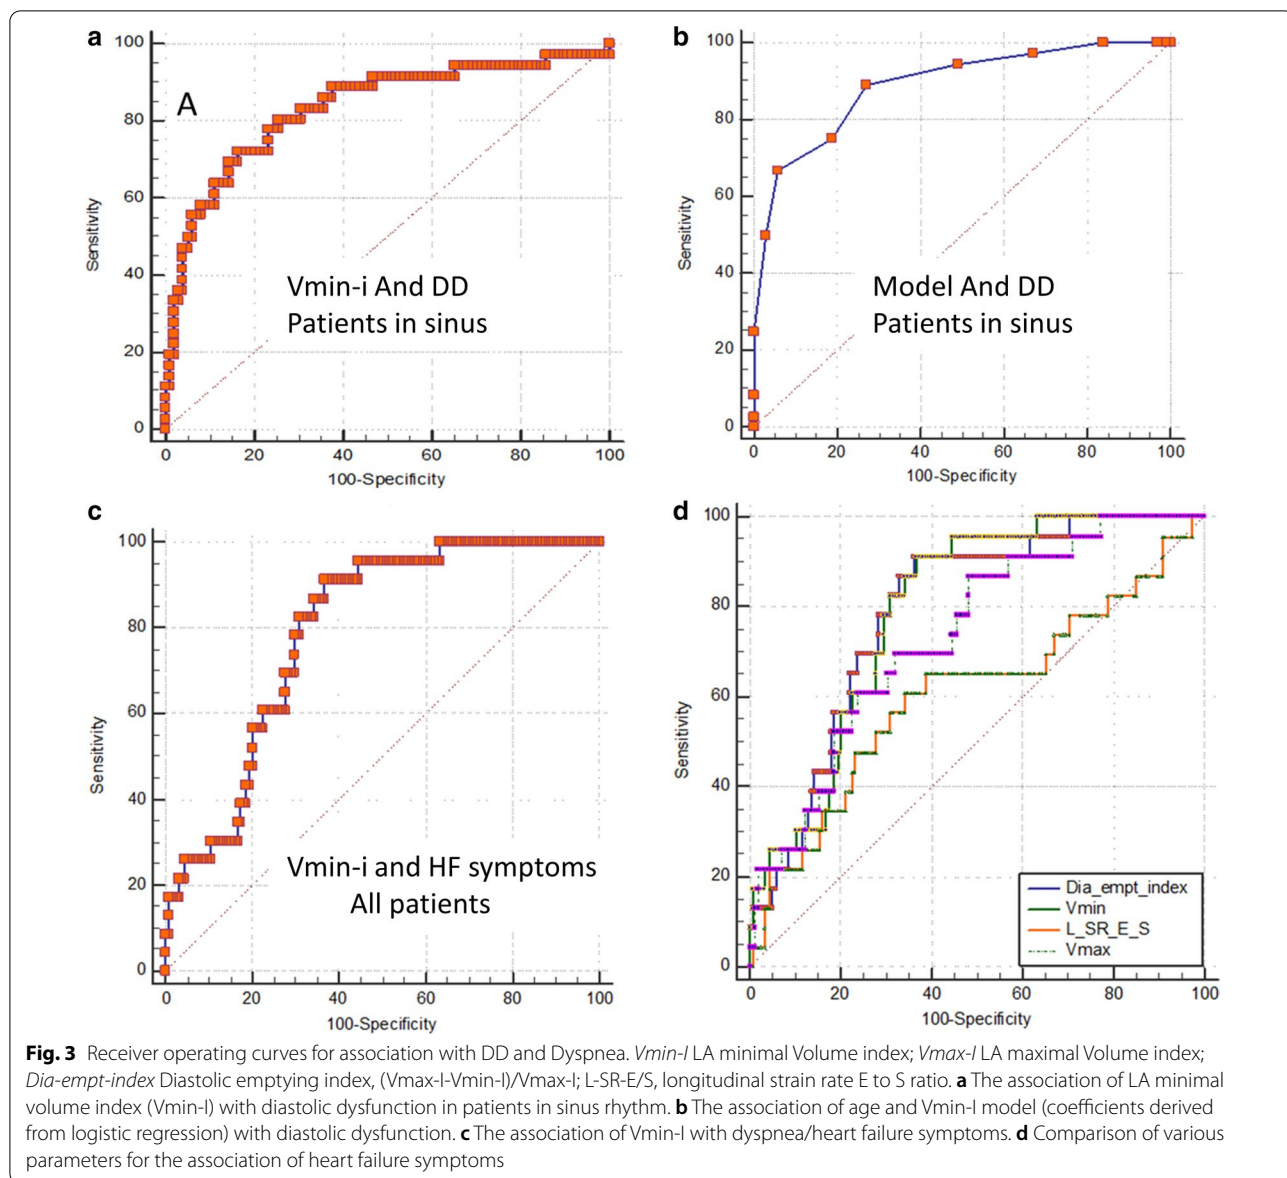 a
100
80
60
40
20
0
Sensitivity
A
Vmin-i And DD
Patients in sinus
0 20 40 60 80 100
100-Specificity
b
100
80
60
40
20
0
Sensitivity
Model And DD
Patients in sinus
0 20 40 60 80 100
100-Specificity
c
100
80
60
40
20
0
Sensitivity
Vmin-i and HF symptoms
All patients
0 20 40 60 80 100
100-Specificity
d
100
80
60
40
20
0
Sensitivity
Dia_empt_index
Vmin
L_SR_E_S
Vmax
0 20 40 60 80 100
100-Specificity
Fig. 3 Receiver operating curves for association with DD and Dyspnea. Vmin-I LA minimal Volume index; Vmax-I LA maximal Volume index;
Dia-empt-index Diastolic emptying index, (Vmax-I-Vmin-I)/Vmax-I; L-SR-E/S, longitudinal strain rate E to S ratio. a The association of LA minimal
volume index (Vmin-I) with diastolic dysfunction in patients in sinus rhythm. b The association of age and Vmin-I model (coefficients derived
from logistic regression) with diastolic dysfunction. c The association of Vmin-I with dyspnea/heart failure symptoms. d Comparison of various
parameters for the association of heart failure symptoms